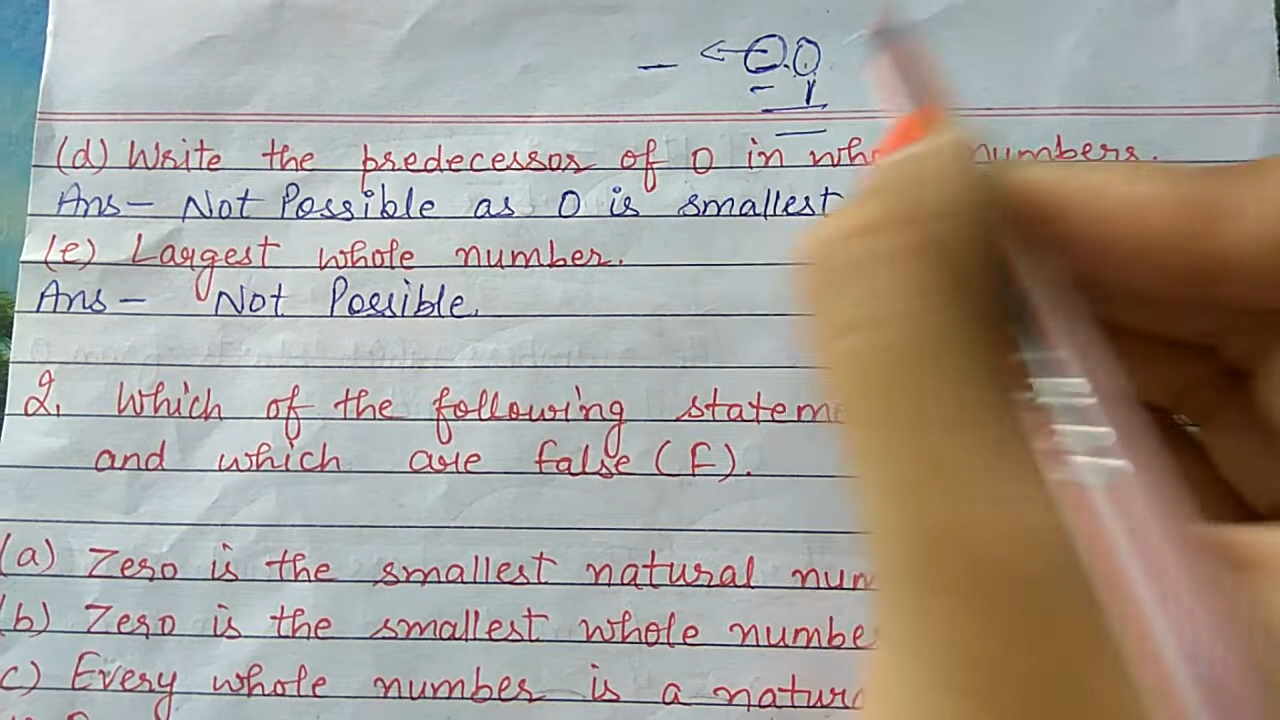 - ← 0.0
- 1
(d) Write the predecessor of 0 in numbers.
Ans - Not Possible as 0 is smallest
(e) Largest whole number.
Ans - Not Possible.
2. Which of the following
and which are false (F).
(a) Zero is the smallest natural
(b) Zero is the smallest whole
c) Every whole number is a